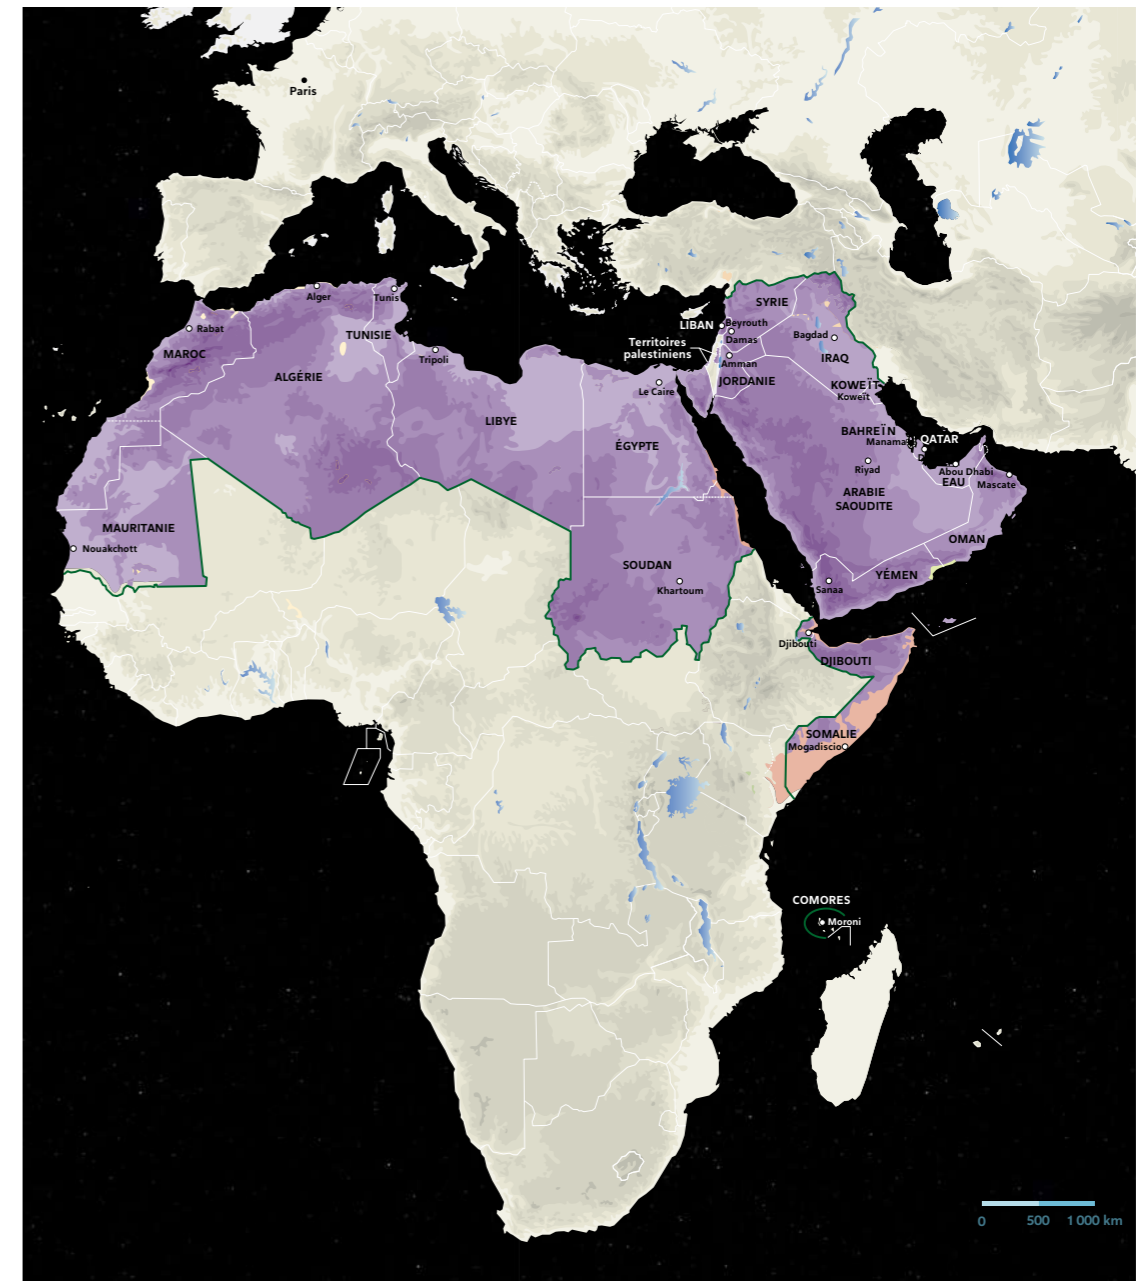 Paris
Alger
Tunis
Rabat
TUNISIE
MAROC
Tripoli
ALGÉRIE
LIBYE
MAURITANIE
Nouakchott
SYRIE
LIBAN
Beyrouth
Damas
Bagdad
Territoires
palestiniens
IRAQ
Amman
JORDANIE
KOWEÏT
Koweït
Le Caire
ÉGYPTE
BAHREÏN
Manama
QATAR
Riyad
Abou Dhabi
EAU
Mascate
ARABIE
SAOUDITE
OMAN
SOUDAN
Khartoum
YÉMEN
Sanaa
Djibouti
DJIBOUTI
SOMALIE
Mogadiscio
COMORES
Moroni
0 500 1 000 km